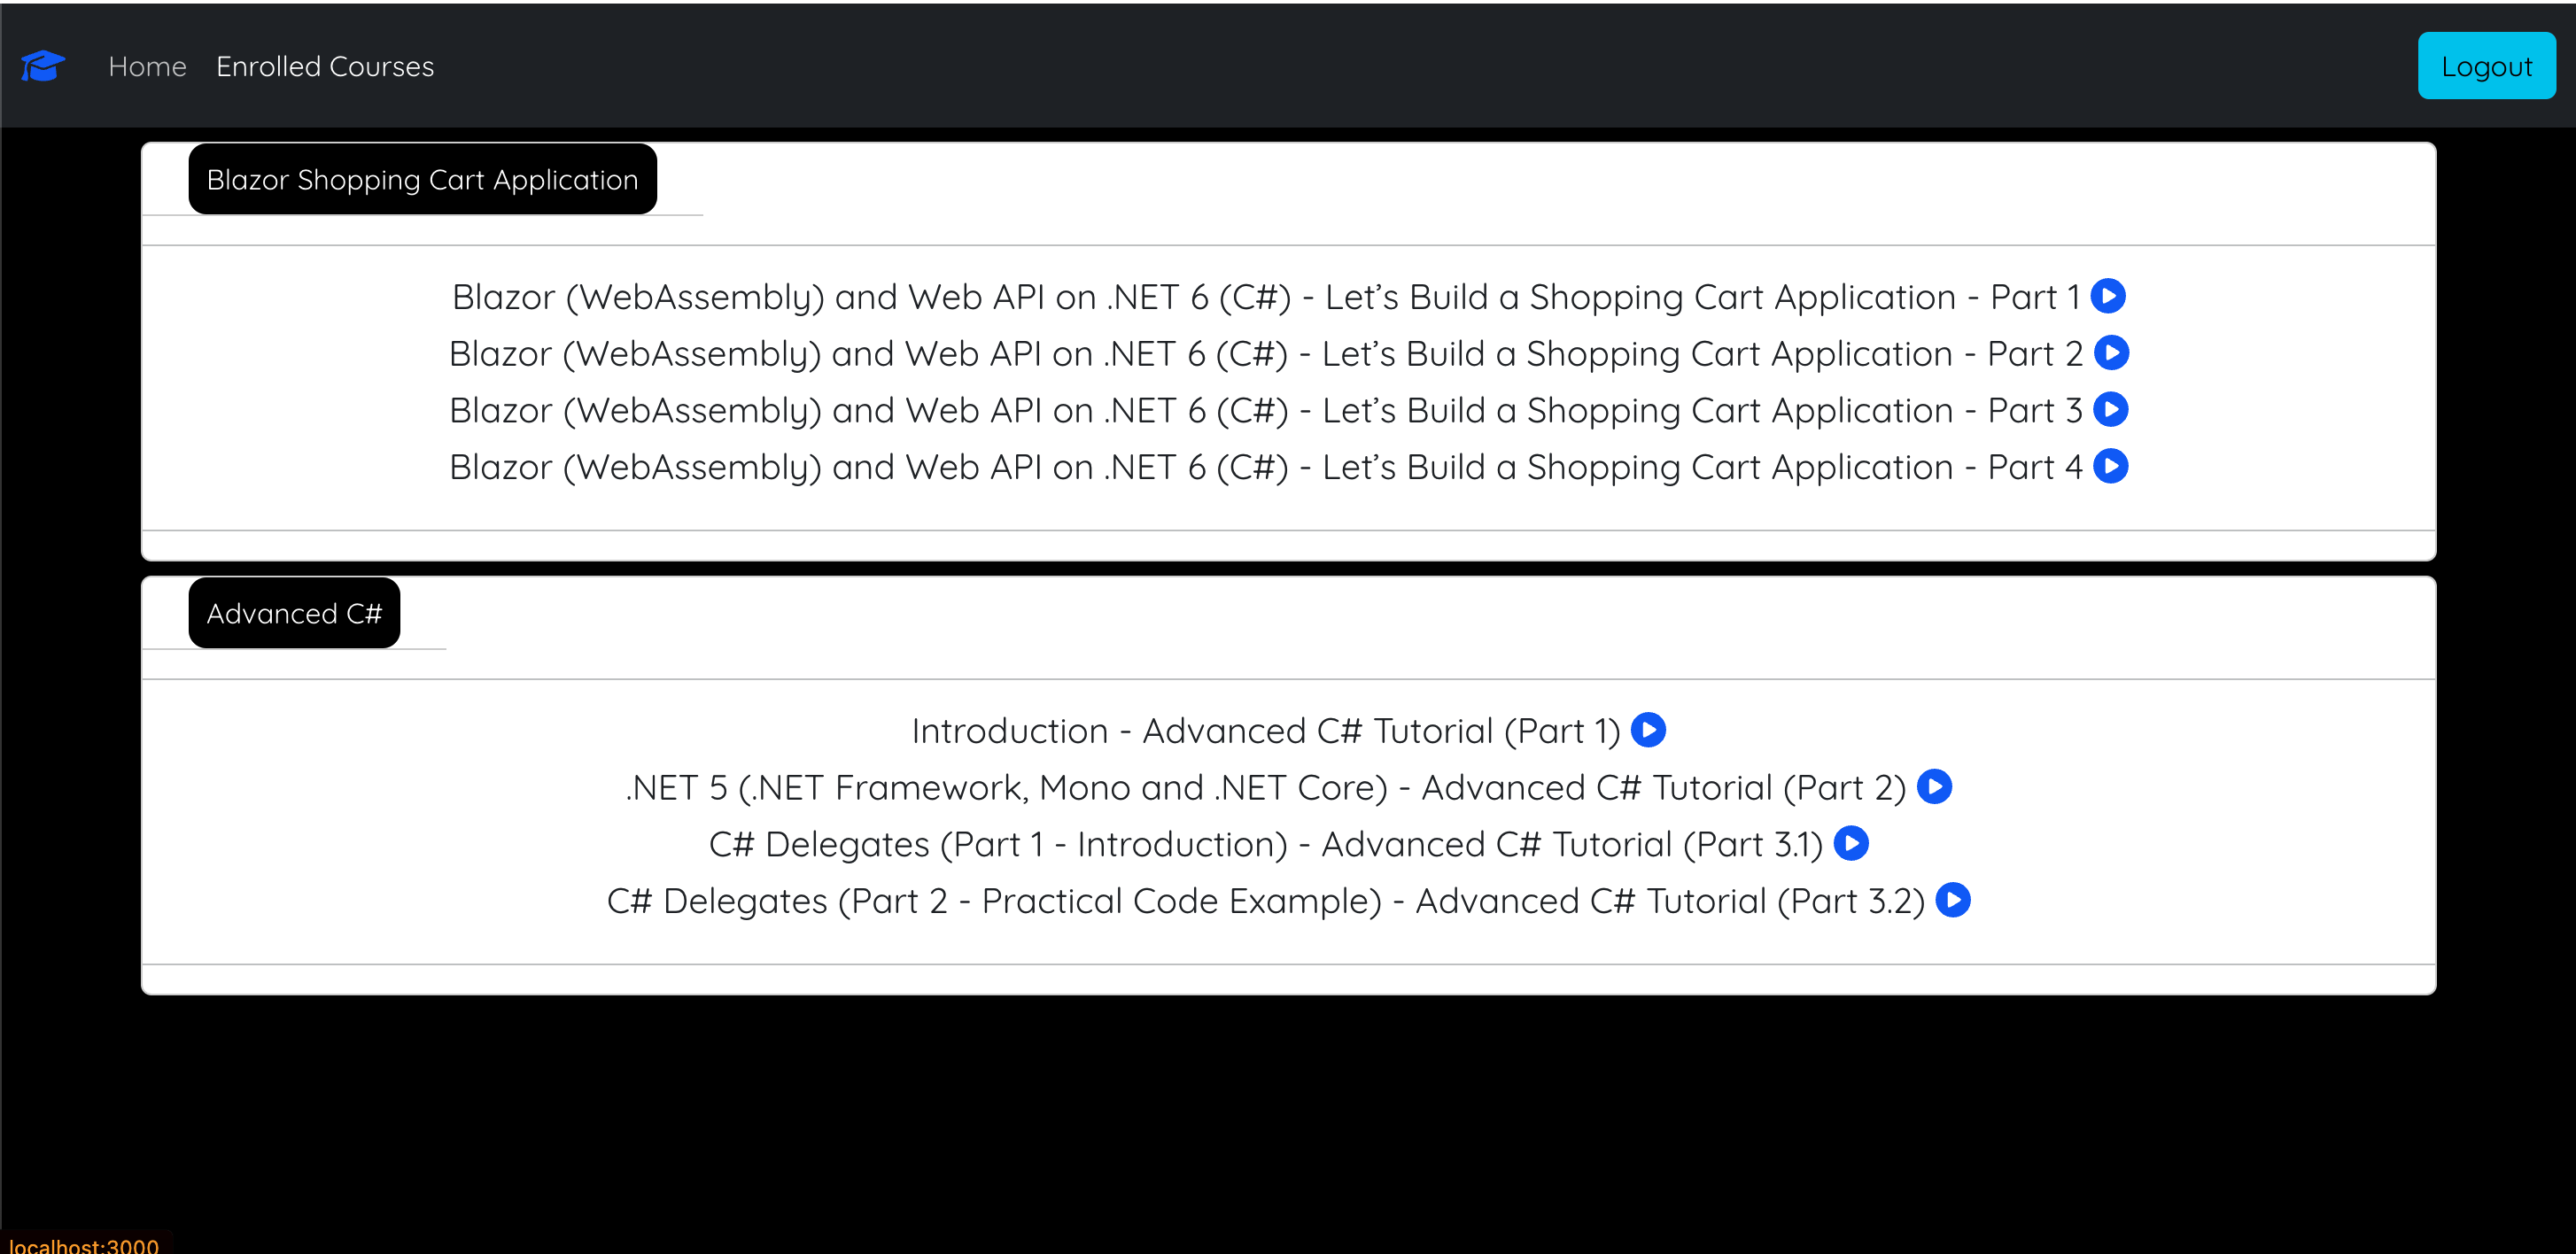 Home Enrolled Courses Logout
Blazor Shopping Cart Application
Blazor (WebAssembly) and Web API on .NET 6 (C#) - Let’s Build a Shopping Cart Application - Part 1
Blazor (WebAssembly) and Web API on .NET 6 (C#) - Let’s Build a Shopping Cart Application - Part 2
Blazor (WebAssembly) and Web API on .NET 6 (C#) - Let’s Build a Shopping Cart Application - Part 3
Blazor (WebAssembly) and Web API on .NET 6 (C#) - Let’s Build a Shopping Cart Application - Part 4
Advanced C#
Introduction - Advanced C# Tutorial (Part 1)
.NET 5 (.NET Framework, Mono and .NET Core) - Advanced C# Tutorial (Part 2)
C# Delegates (Part 1 - Introduction) - Advanced C# Tutorial (Part 3.1)
C# Delegates (Part 2 - Practical Code Example) - Advanced C# Tutorial (Part 3.2)
localhost:3000